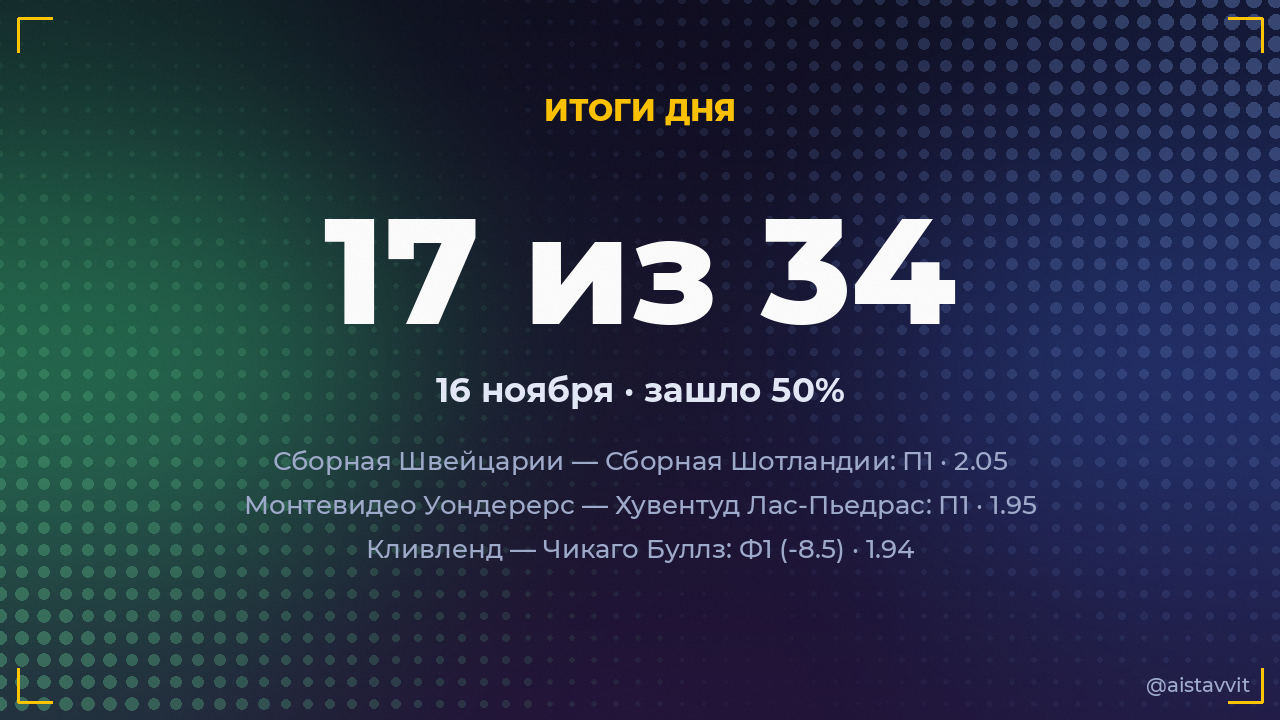 ИТОГИ ДНЯ
17 из 34
16 ноября · зашло 50%
Сборная Швейцарии — Сборная Шотландии: П1 · 2.05
Монтевидео Уондерерс — Хувентуд Лас-Пьедрас: П1 · 1.95
Кливленд — Чикаго Буллз: Ф1 (-8.5) · 1.94
@aistavvit